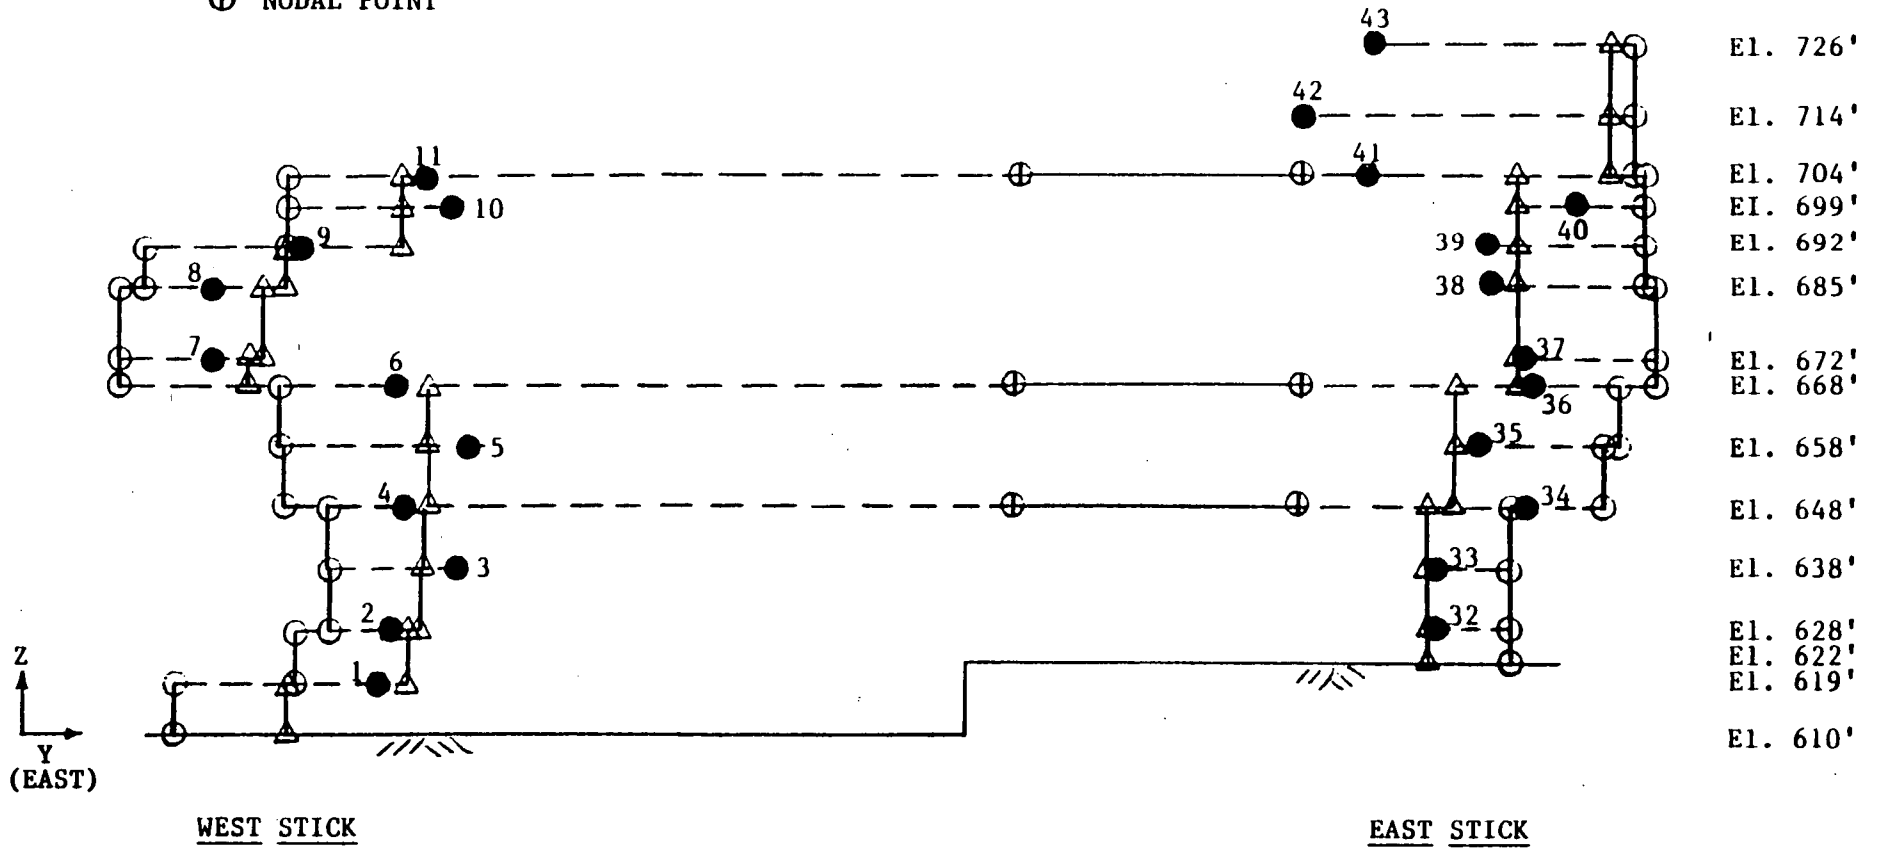 NODAL POINT
43
El. 726'
42
El. 714'
11
41
El. 704'
10
40
EI. 699'
9
39
El. 692'
8
38
El. 685'
7
37
El. 672'
6
36
El. 668'
5
35
El. 658'
4
34
El. 648'
3
33
El. 638'
2
32
El. 628'
El. 622'
1
El. 619'
El. 610'
Z
Y
(EAST)
WEST STICK
EAST STICK